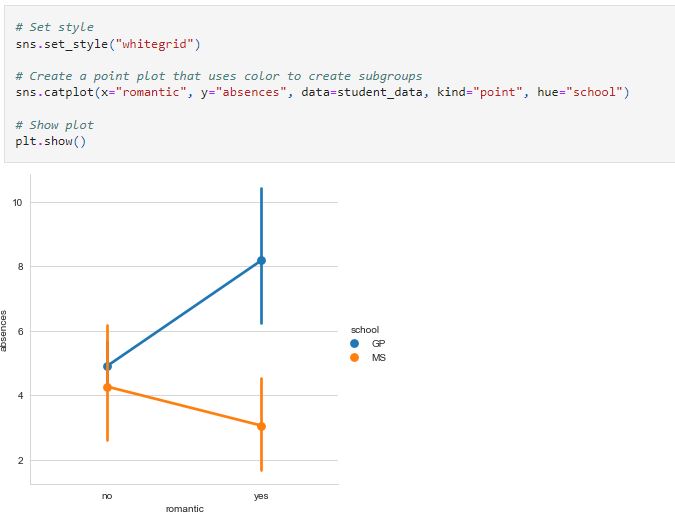 # Set style
sns.set_style("whitegrid")
# Create a point plot that uses color to create subgroups
sns.catplot(x="romantic", y="absences", data=student_data, kind="point", hue="school")
# Show plot
plt.show()
10
8
6
4
2
absences
no
yes
romantic
school
GP
MS